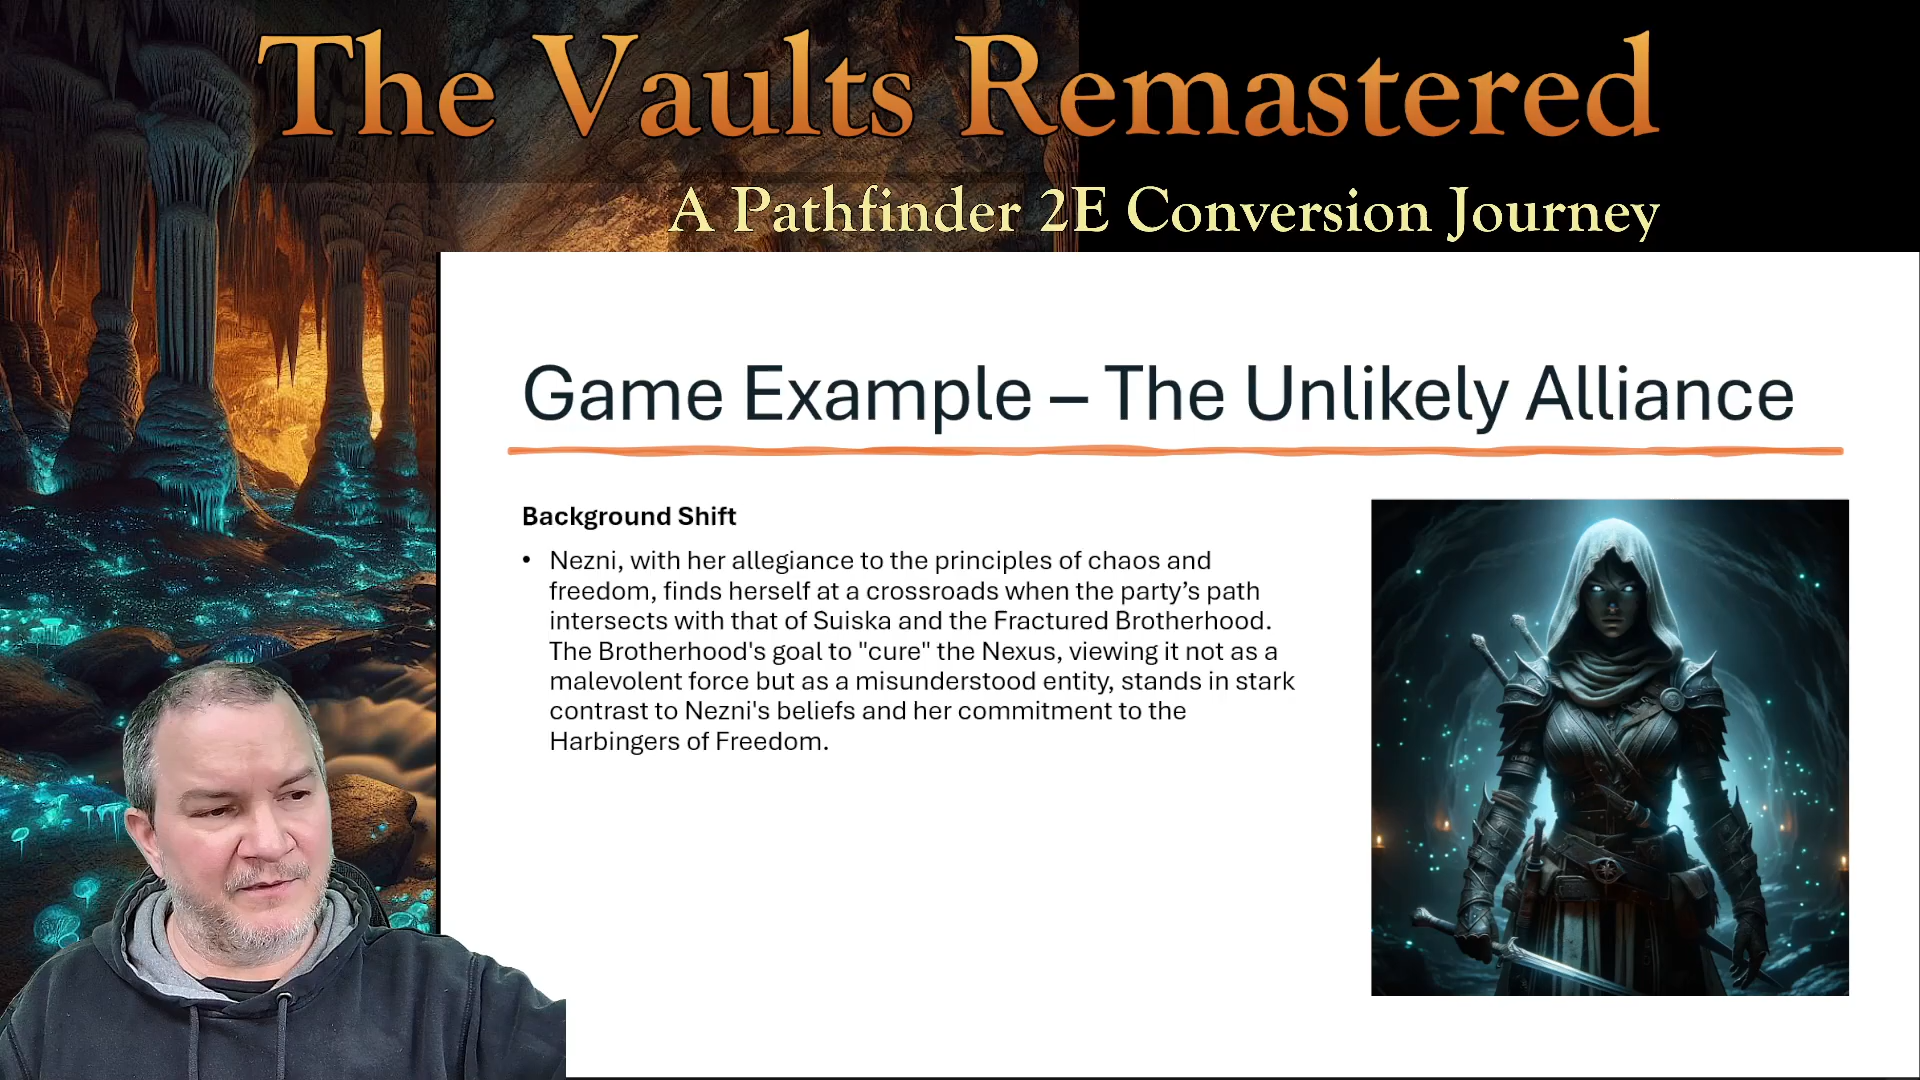 The Vaults Remastered
A Pathfinder 2E Conversion Journey
Game Example – The Unlikely Alliance
Background Shift
• Nezni, with her allegiance to the principles of chaos and
freedom, finds herself at a crossroads when the party’s path
intersects with that of Suiska and the Fractured Brotherhood.
The Brotherhood's goal to "cure" the Nexus, viewing it not as a
malevolent force but as a misunderstood entity, stands in stark
contrast to Nezni's beliefs and her commitment to the
Harbingers of Freedom.